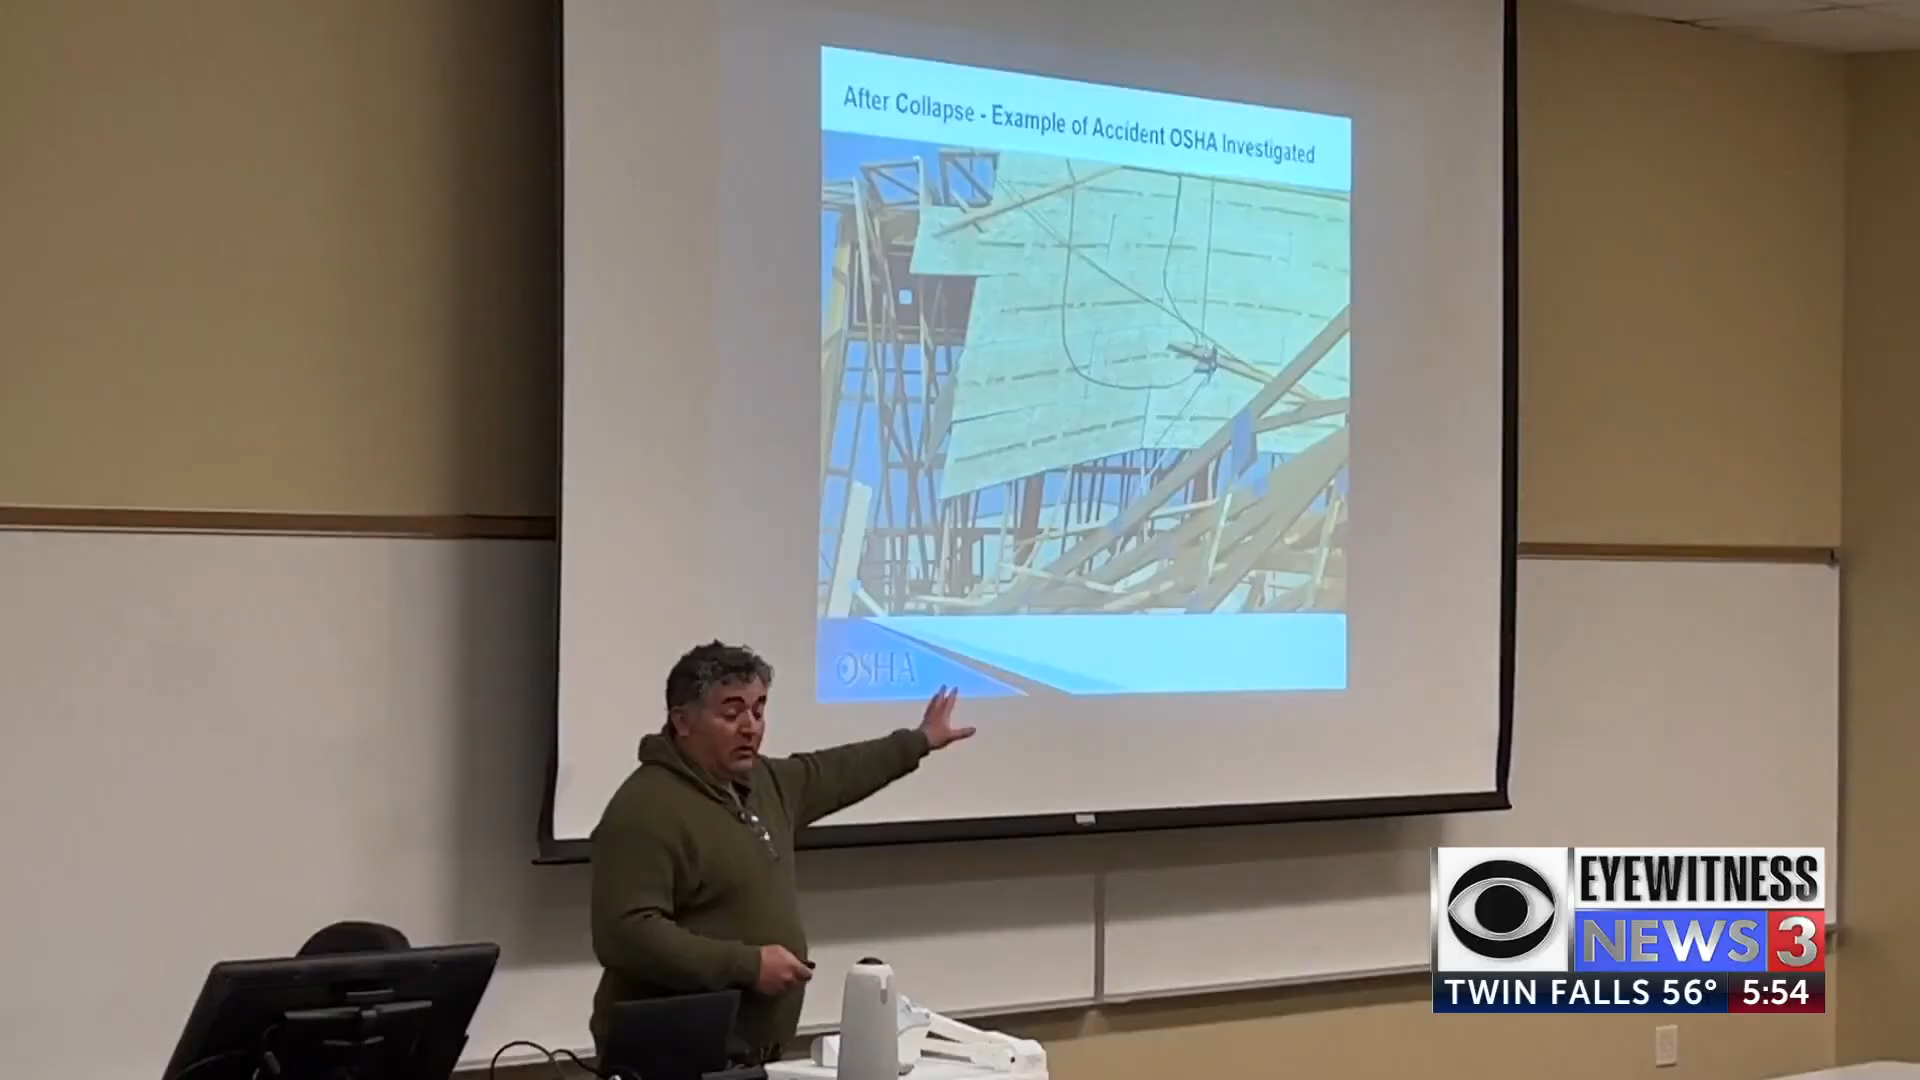 After Collapse - Example of Accident OSHA Investigated
OSHA
EYEWITNESS
NEWS 3
TWIN FALLS 56° 5:54